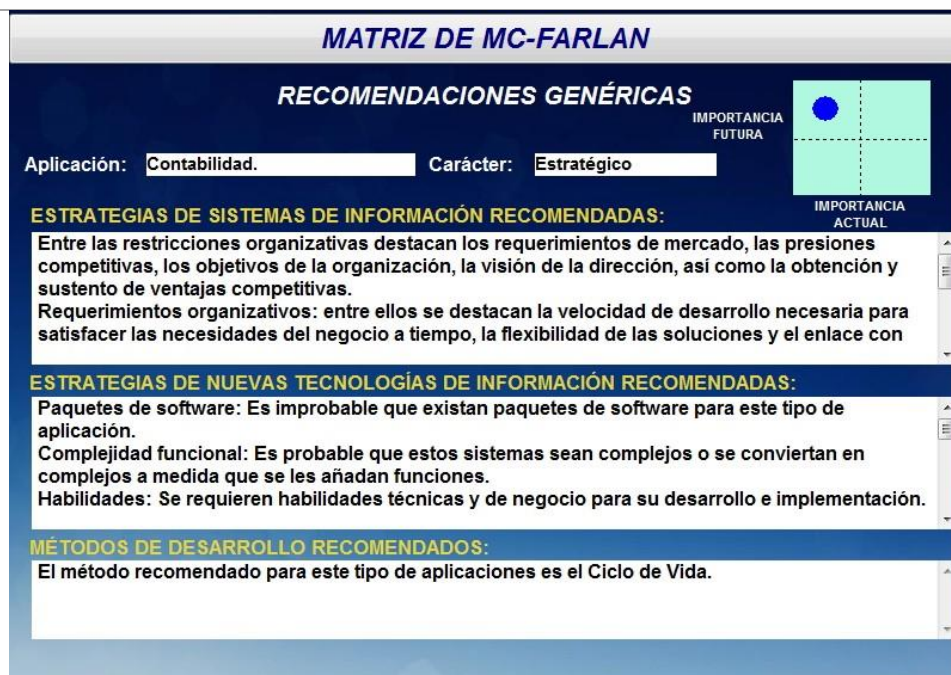 MATRIZ DE MC-FARLAN
RECOMENDACIONES GENÉRICAS
IMPORTANCIA
FUTURA
Aplicación: Contabilidad. Carácter: Estratégico
IMPORTANCIA
ACTUAL
ESTRATEGIAS DE SISTEMAS DE INFORMACIÓN RECOMENDADAS:
Entre las restricciones organizativas destacan los requerimientos de mercado, las presiones
competitivas, los objetivos de la organización, la visión de la dirección, así como la obtención y
sustento de ventajas competitivas.
Requerimientos organizativos: entre ellos se destacan la velocidad de desarrollo necesaria para
satisfacer las necesidades del negocio a tiempo, la flexibilidad de las soluciones y el enlace con
ESTRATEGIAS DE NUEVAS TECNOLOGÍAS DE INFORMACIÓN RECOMENDADAS:
Paquetes de software: Es improbable que existan paquetes de software para este tipo de
aplicación.
Complejidad funcional: Es probable que estos sistemas sean complejos o se conviertan en
complejos a medida que se les añadan funciones.
Habilidades: Se requieren habilidades técnicas y de negocio para su desarrollo e implementación.
MÉTODOS DE DESARROLLO RECOMENDADOS:
El método recomendado para este tipo de aplicaciones es el Ciclo de Vida.